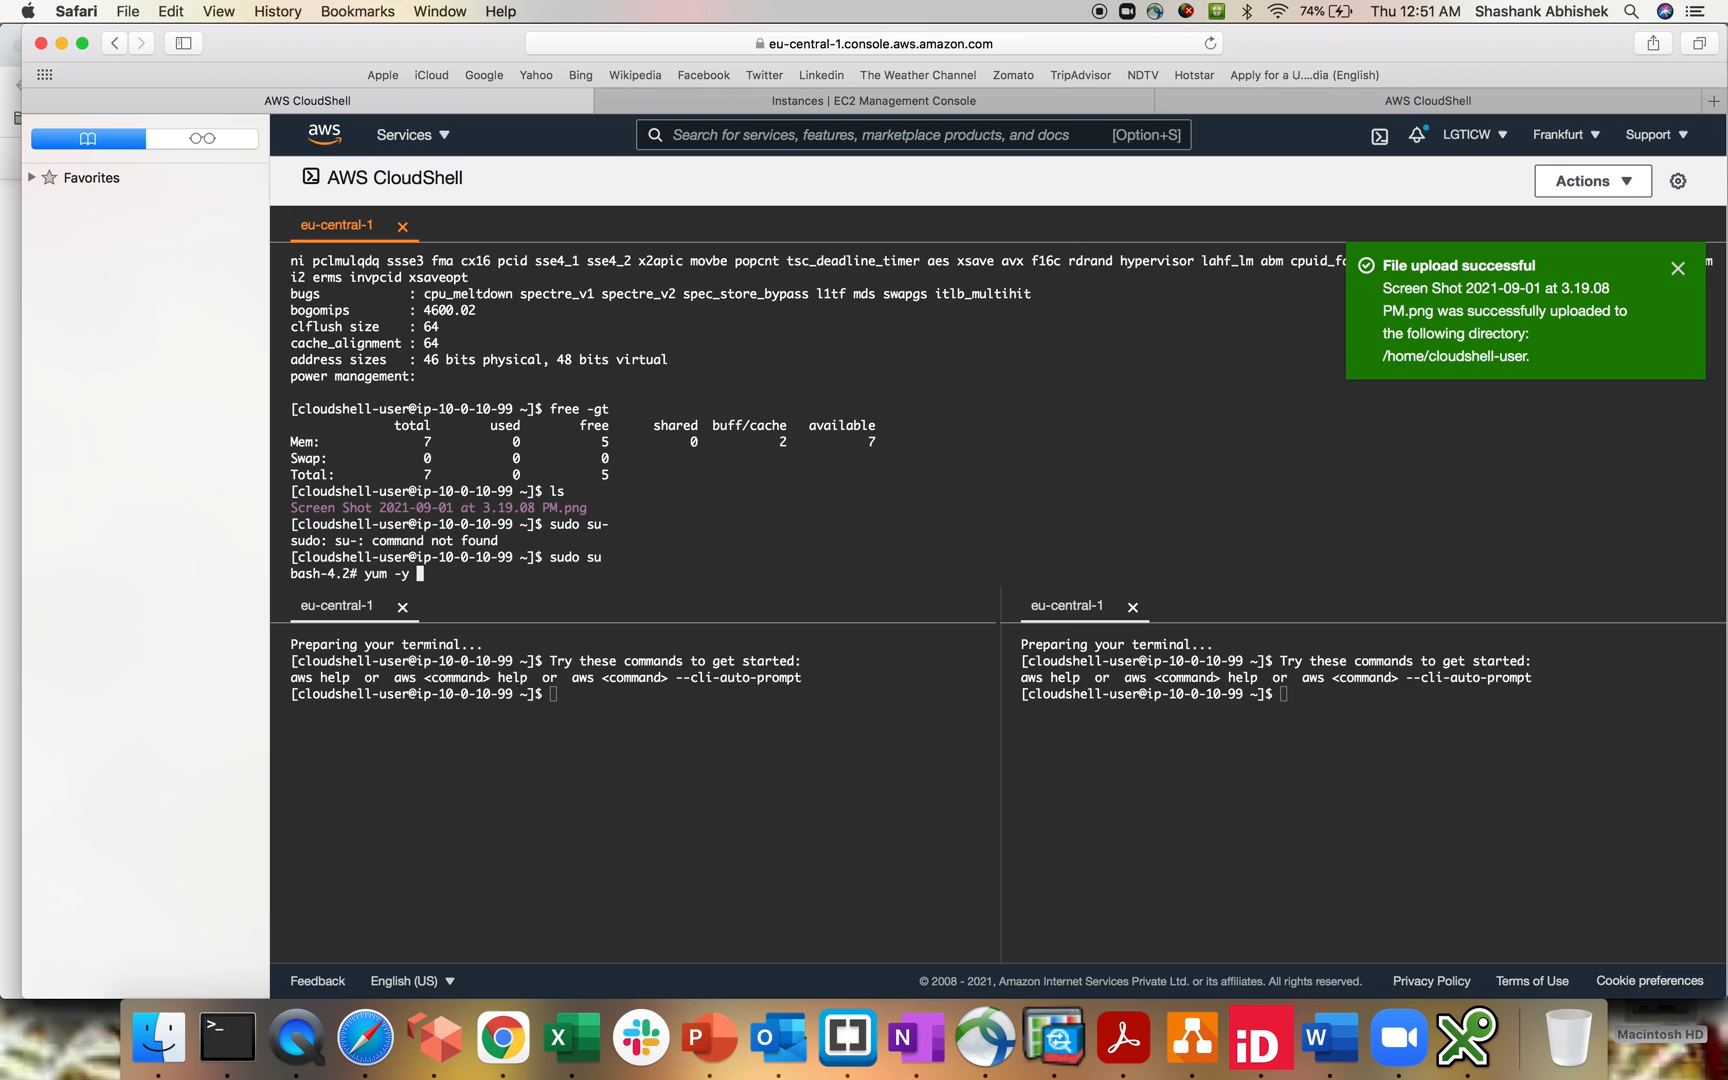 Safari File Edit View History Bookmarks Window Help
74% Thu 12:51 AM Shashank Abhishek
eu-central-1.console.aws.amazon.com
Apple iCloud Google Yahoo Bing Wikipedia Facebook Twitter Linkedin The Weather Channel Zomato TripAdvisor NDTV Hotstar Apply for a U....dia (English)
AWS CloudShell
Instances | EC2 Management Console
AWS CloudShell
Favorites
aws
Services
Search for services, features, marketplace products, and docs [Option+S]
LGTICW
Frankfurt
Support
AWS CloudShell
Actions
eu-central-1
ni pclmulqdq ssse3 fma cx16 pcid sse4_1 sse4_2 x2apic movbe popcnt tsc_deadline_timer aes xsave avx f16c rdrand hypervisor lahf_lm abm
i2 erms invpcid xsaveopt
bugs : cpu_meltdown spectre_v1 spectre_v2 spec_store_bypass l1tf mds swapgs itlb_multihit
bogomips : 4600.02
clflush size : 64
cache_alignment : 64
address sizes : 46 bits physical, 48 bits virtual
power management:
[cloudshell-user@ip-10-0-10-99 ~]$ free -gt
total used free shared buff/cache available
Mem: 7 0 5 0 2 7
Swap: 0 0 0
Total: 7 0 5
[cloudshell-user@ip-10-0-10-99 ~]$ ls
Screen Shot 2021-09-01 at 3.19.08 PM.png
[cloudshell-user@ip-10-0-10-99 ~]$ sudo su-
sudo: su-: command not found
[cloudshell-user@ip-10-0-10-99 ~]$ sudo su
bash-4.2# yum -y
File upload successful
Screen Shot 2021-09-01 at 3.19.08
PM.png was successfully uploaded to
the following directory:
/home/cloudshell-user.
eu-central-1
Preparing your terminal...
[cloudshell-user@ip-10-0-10-99 ~]$ Try these commands to get started:
aws help or aws <command> help or aws <command> --cli-auto-prompt
[cloudshell-user@ip-10-0-10-99 ~]$
eu-central-1
Preparing your terminal...
[cloudshell-user@ip-10-0-10-99 ~]$ Try these commands to get started:
aws help or aws <command> help or aws <command> --cli-auto-prompt
[cloudshell-user@ip-10-0-10-99 ~]$
Feedback English (US)
© 2008 - 2021, Amazon Internet Services Private Ltd. or its affiliates. All rights reserved. Privacy Policy Terms of Use Cookie preferences
Macintosh HD